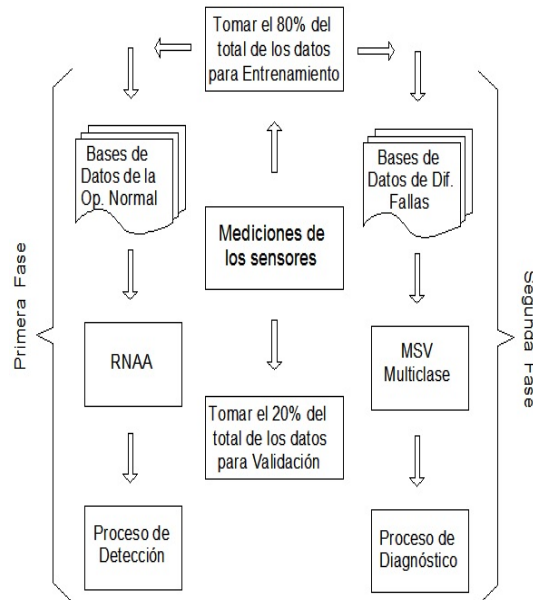 Tomar el 80% del
total de los datos
para Entrenamiento
Bases de
Datos de la
Op. Normal
Mediciones de
los sensores
Bases de
Datos de Dif.
Fallas
Primera Fase
Segunda Fase
RNAA
MSV
Multiclase
Tomar el 20% del
total de los datos
para Validación
Proceso de
Detección
Proceso de
Diagnóstico